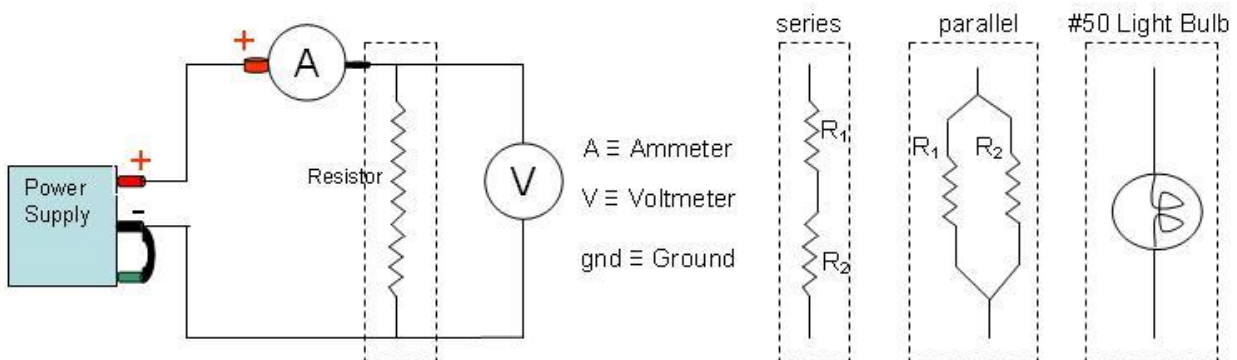 series
parallel
#50 Light Bulb
+
A
+
-
Power
Supply
Resistor
V
A ≡ Ammeter
V ≡ Voltmeter
gnd ≡ Ground
R₁
R₂
R₁
R₂